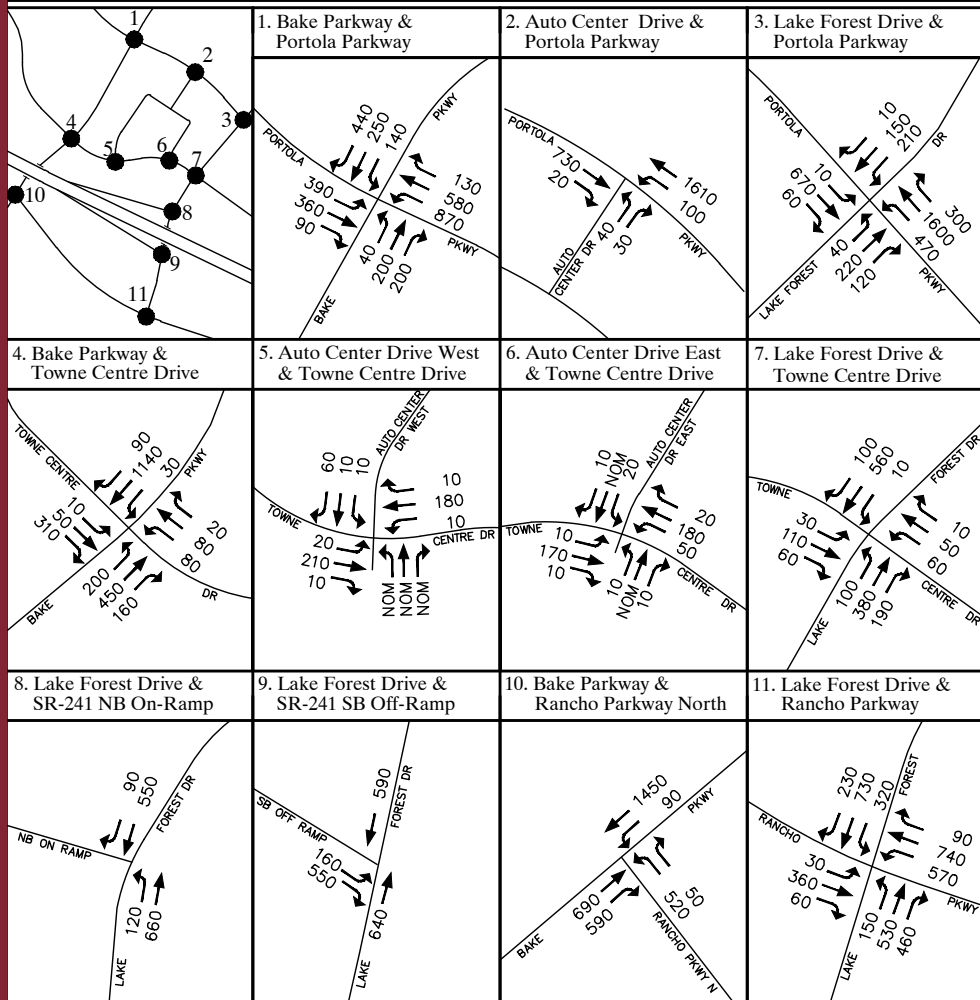 1
2
3
4
5
6
7
8
9
10
11
1. Bake Parkway &
Portola Parkway
440
250
140
PKWY
PORTOLA
390
360
90
130
580
870
PKWY
40
200
200
BAKE
2. Auto Center Drive &
Portola Parkway
PORTOLA
730
20
1610
100
40
30
PKWY
AUTO
CENTER DR
3. Lake Forest Drive &
Portola Parkway
PORTOLA
10
150
210
DR
10
670
60
300
1600
470
40
220
120
PKWY
LAKE FOREST
4. Bake Parkway &
Towne Centre Drive
TOWNE CENTRE
90
1140
30
PKWY
10
50
310
20
80
80
200
450
160
BAKE
DR
5. Auto Center Drive West
& Towne Centre Drive
AUTO CENTER
DR WEST
60
10
10
10
180
10
TOWNE
CENTRE DR
20
210
10
NOM
NOM
NOM
6. Auto Center Drive East
& Towne Centre Drive
AUTO CENTER
DR EAST
10
NOM
20
20
180
50
TOWNE
10
170
10
10
NOM
10
CENTRE DR
7. Lake Forest Drive &
Towne Centre Drive
FOREST DR
100
560
10
TOWNE
30
110
60
10
50
60
100
380
190
CENTRE DR
LAKE
8. Lake Forest Drive &
SR-241 NB On-Ramp
90
550
FOREST DR
NB ON RAMP
120
660
LAKE
9. Lake Forest Drive &
SR-241 SB Off-Ramp
590
FOREST DR
SB OFF RAMP
160
550
640
LAKE
10. Bake Parkway &
Rancho Parkway North
1450
90
PKWY
690
590
50
520
BAKE
RANCHO PKWY N
11. Lake Forest Drive &
Rancho Parkway
230
730
320
FOREST
RANCHO
30
360
60
90
740
570
PKWY
150
530
460
LAKE